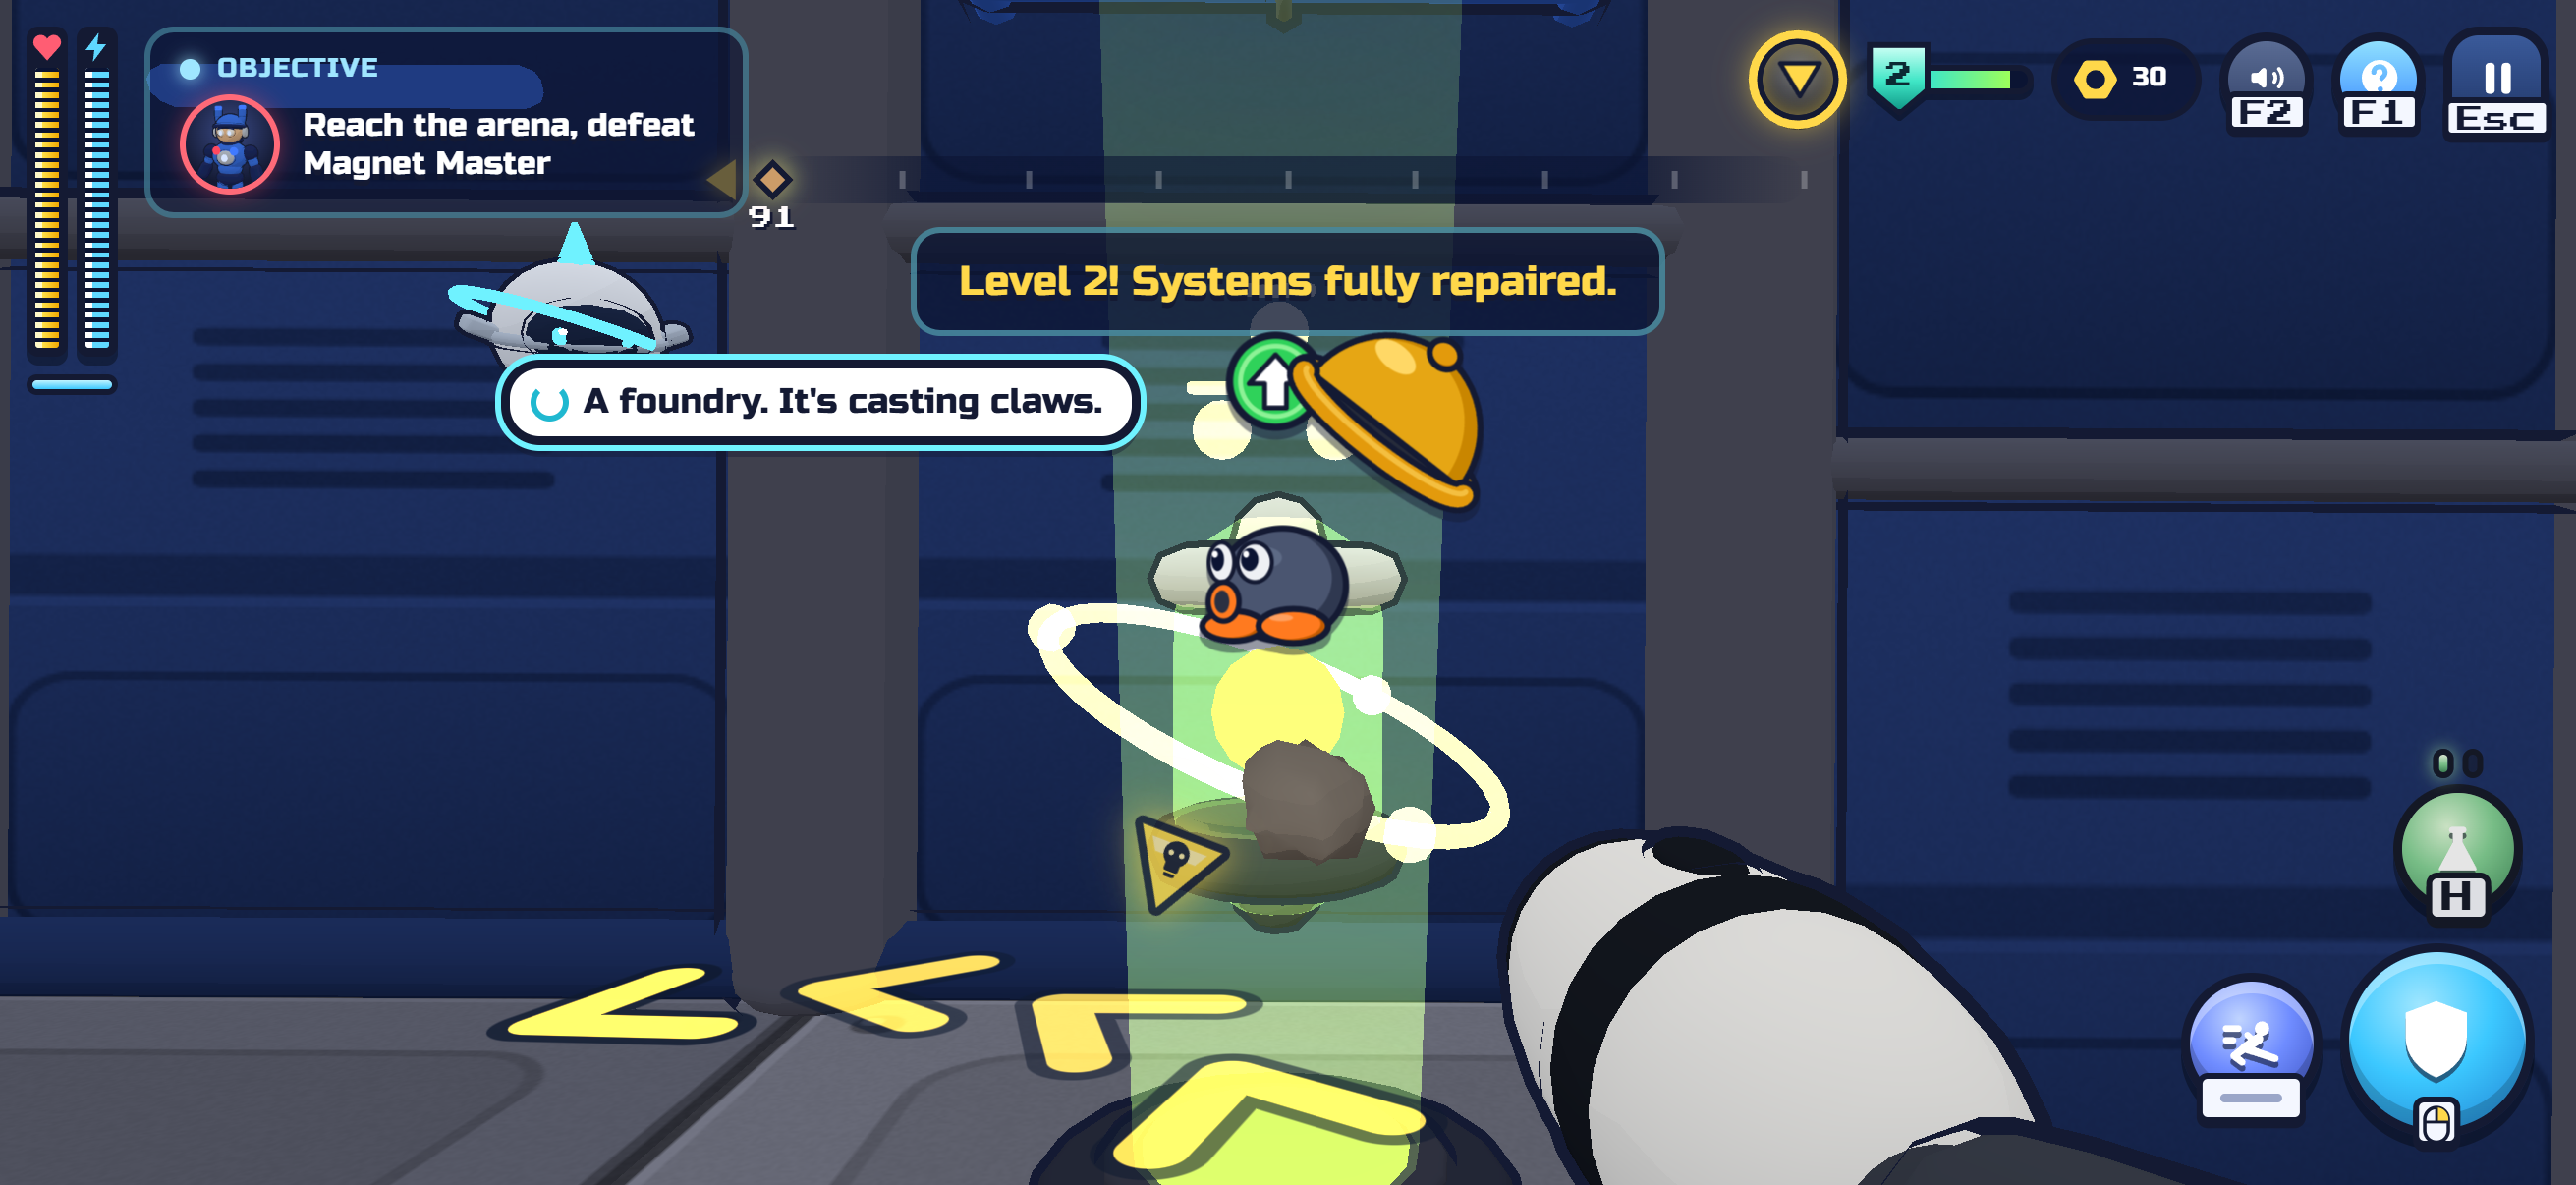 OBJECTIVE
Reach the arena, defeat
Magnet Master
91
2
30
F2
F1
Esc
Level 2! Systems fully repaired.
A foundry. It's casting claws.
H